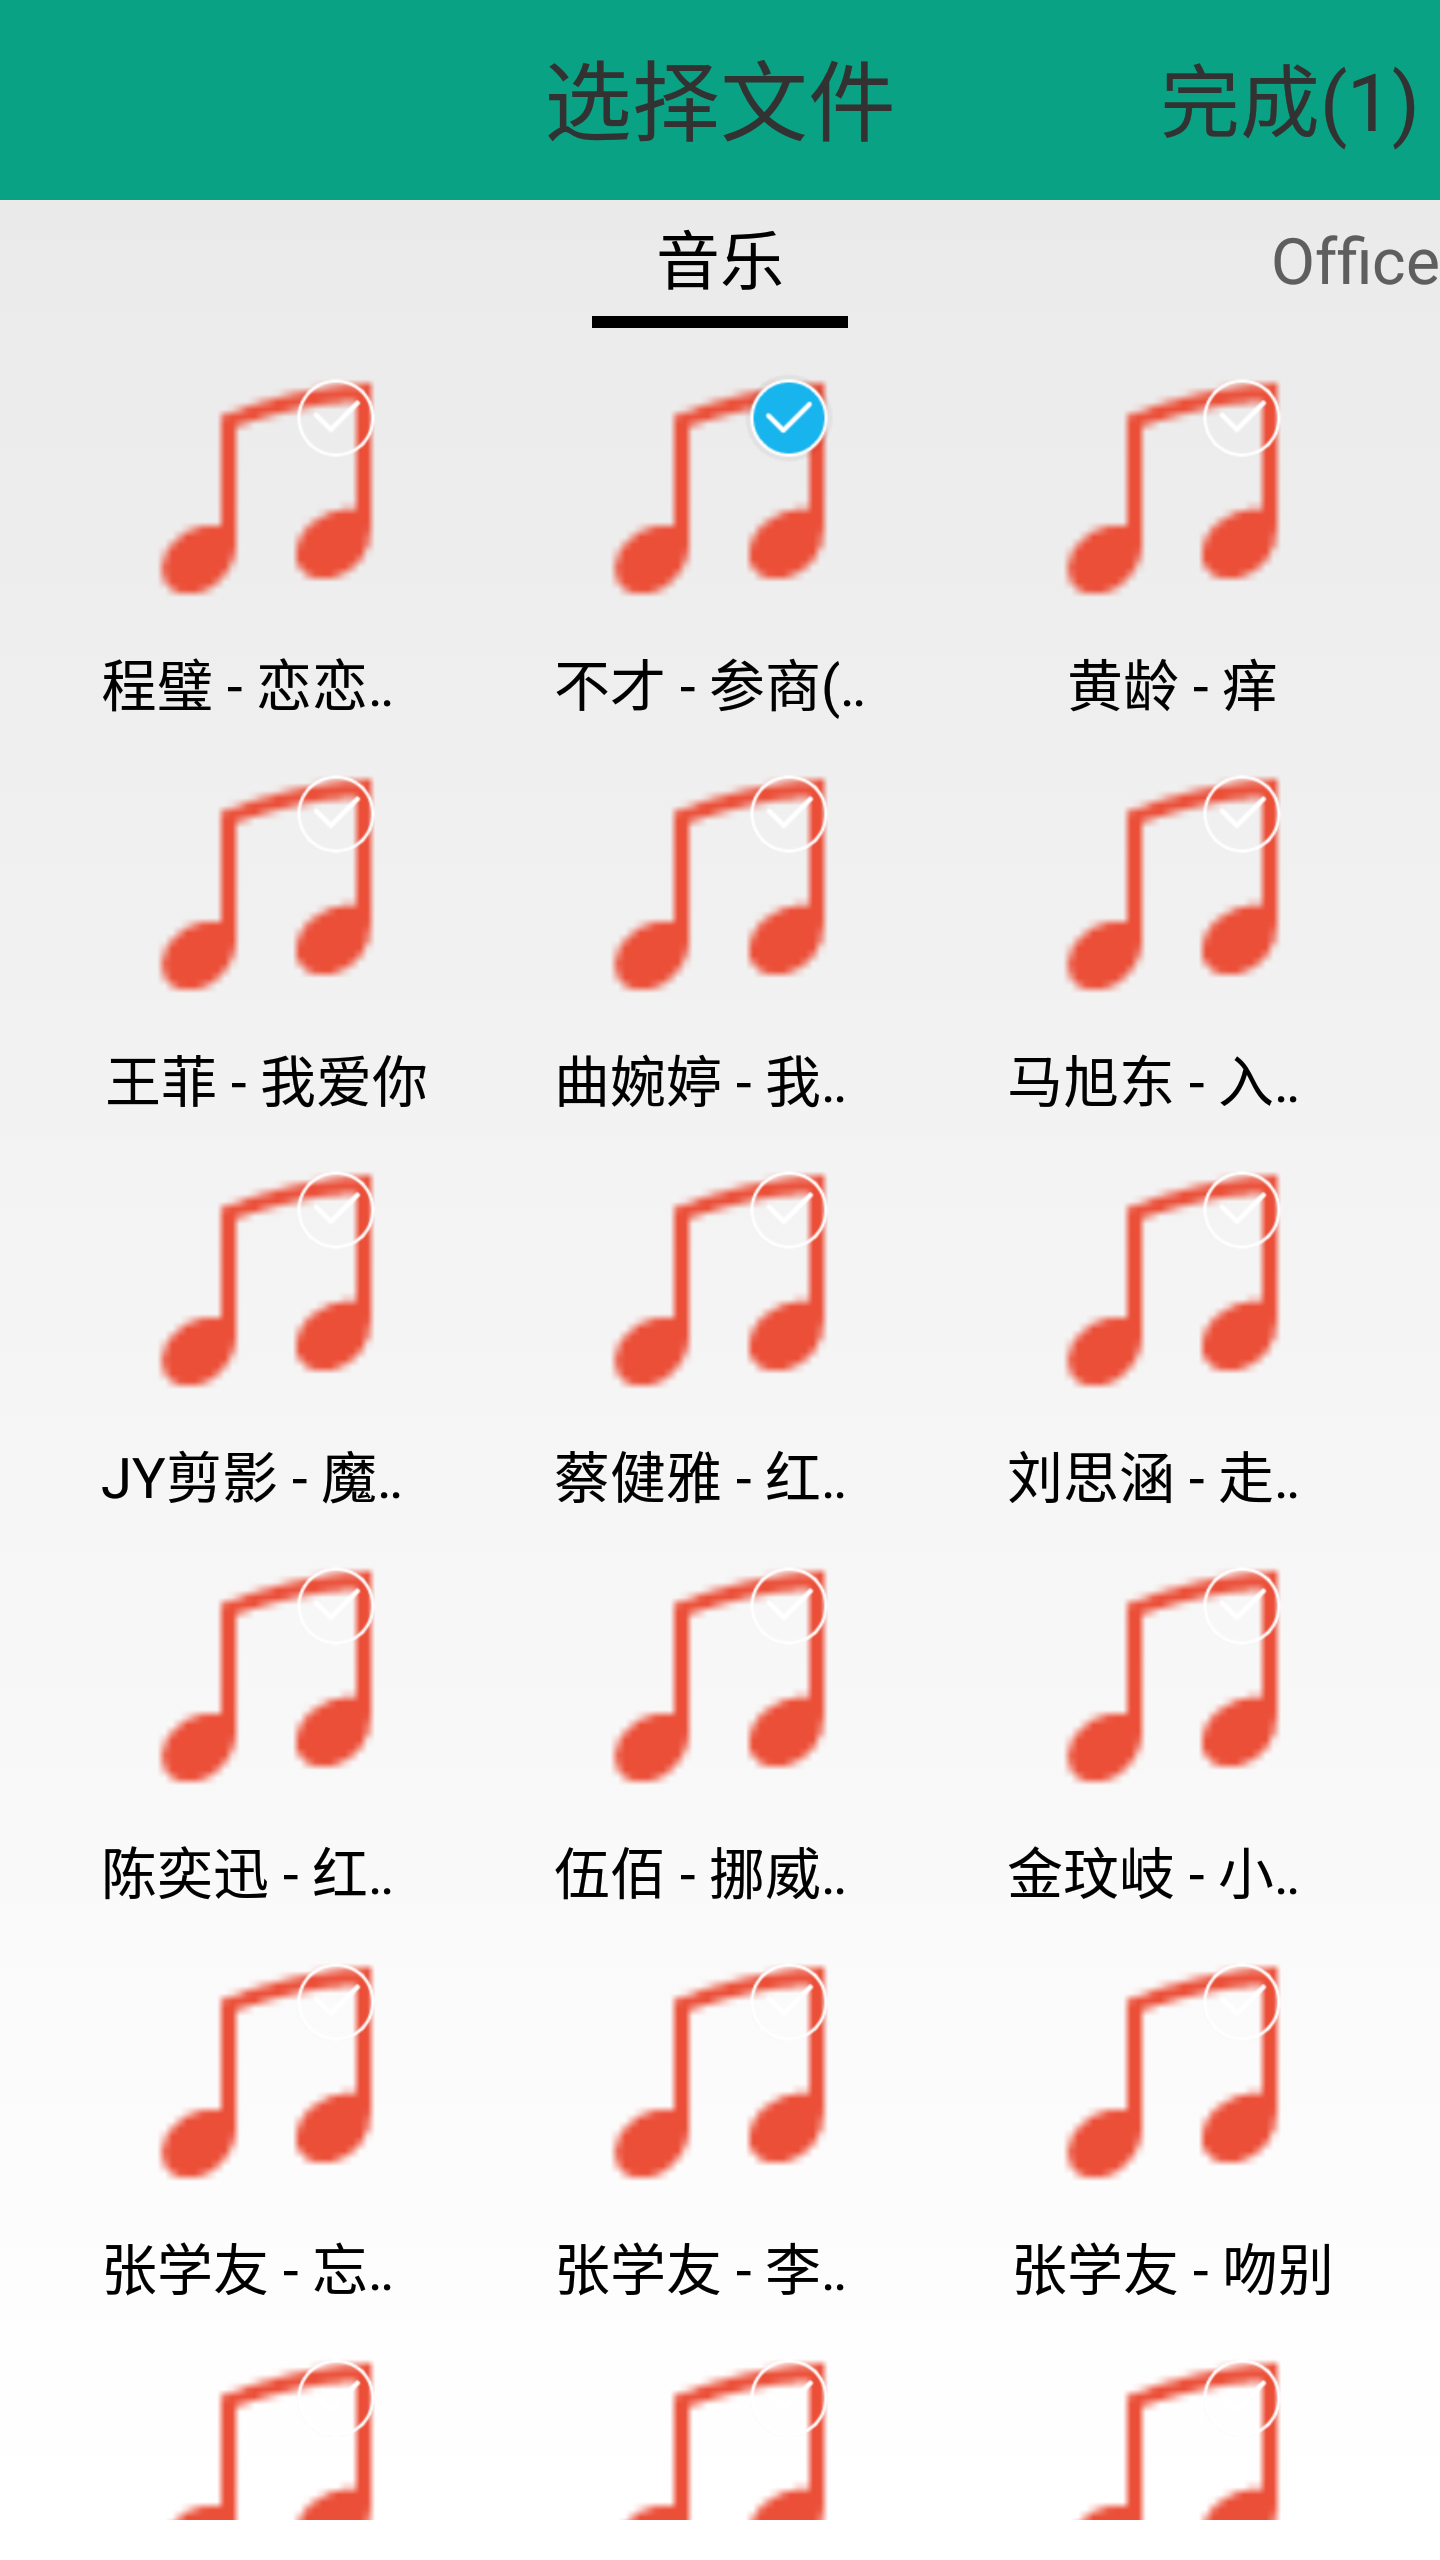 选择文件
完成(1)
音乐
Office
程璧 - 恋恋..
不才 - 参商(..
黄龄 - 痒
王菲 - 我爱你
曲婉婷 - 我..
马旭东 - 入..
JY剪影 - 魔..
蔡健雅 - 红..
刘思涵 - 走..
陈奕迅 - 红..
伍佰 - 挪威..
金玟岐 - 小..
张学友 - 忘..
张学友 - 李..
张学友 - 吻别